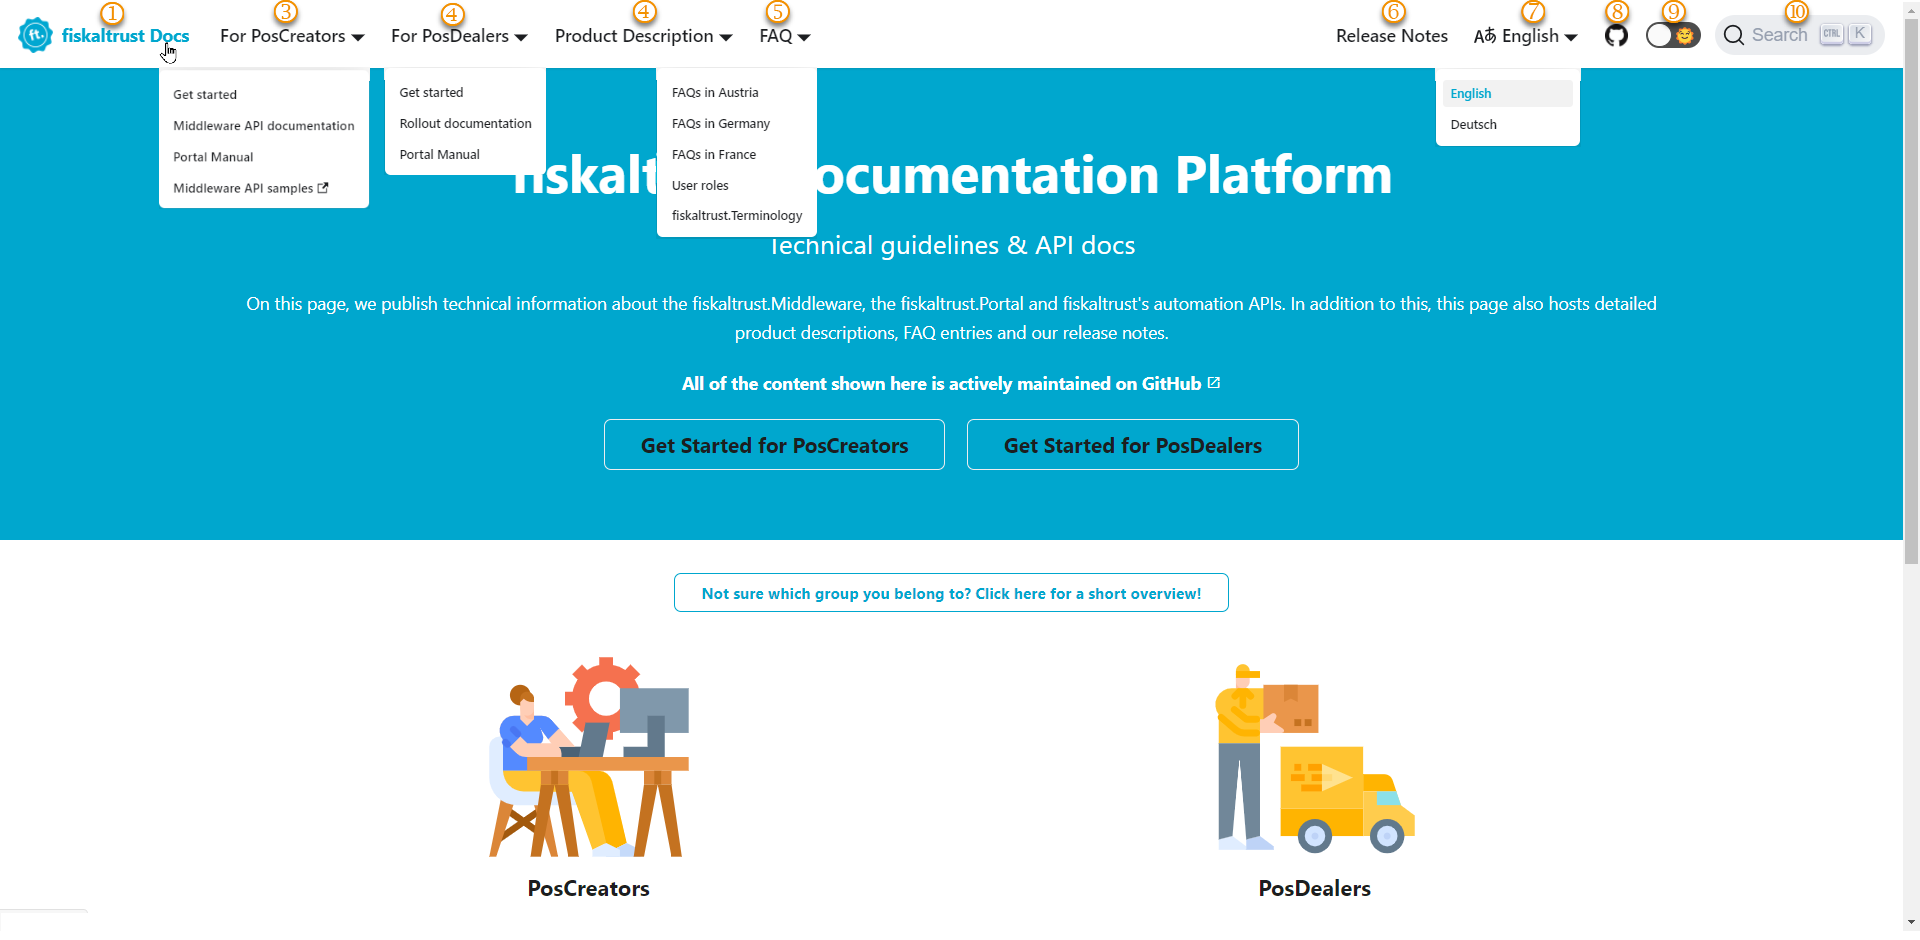 ① ③ ④ ④ ⑤ ⑥ ⑦ ⑧ ⑨ ⑩
ft. fiskaltrust Docs For PosCreators For PosDealers Product Description FAQ Release Notes Aあ English Search CTRL K
Get started
Middleware API documentation
Portal Manual
Middleware API samples
Get started
Rollout documentation
Portal Manual
FAQs in Austria
FAQs in Germany
FAQs in France
User roles
fiskaltrust.Terminology
English
Deutsch
fiskalt ocumentation Platform
Technical guidelines & API docs
On this page, we publish technical information about the fiskaltrust.Middleware, the fiskaltrust.Portal and fiskaltrust's automation APIs. In addition to this, this page also hosts detailed
product descriptions, FAQ entries and our release notes.
All of the content shown here is actively maintained on GitHub
Get Started for PosCreators Get Started for PosDealers
Not sure which group you belong to? Click here for a short overview!
PosCreators PosDealers